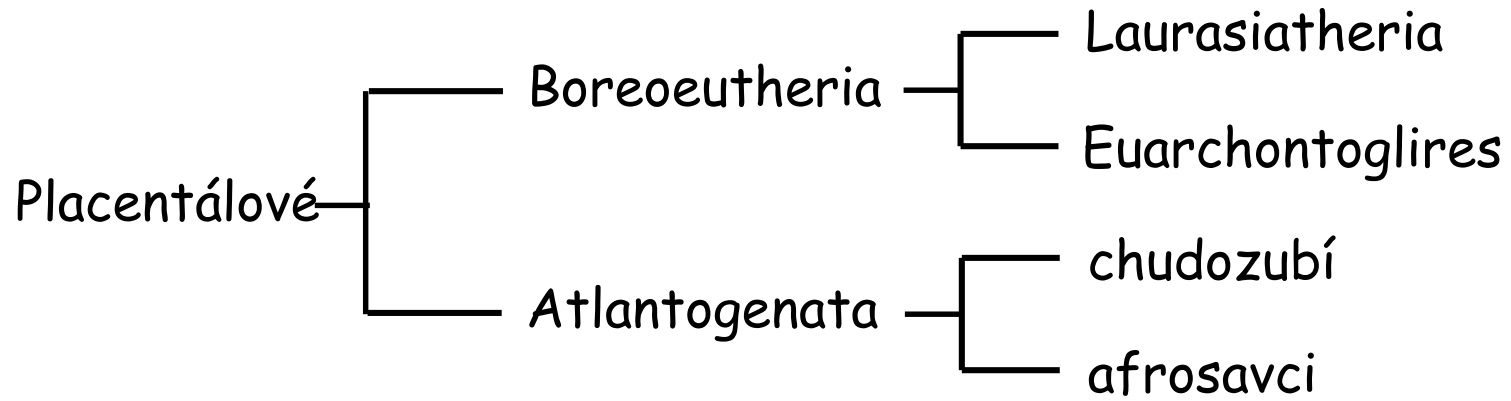 Laurasiatheria
Boreoeutheria
Euarchontoglires
Placentálové
chudozubí
Atlantogenata
afrosavci